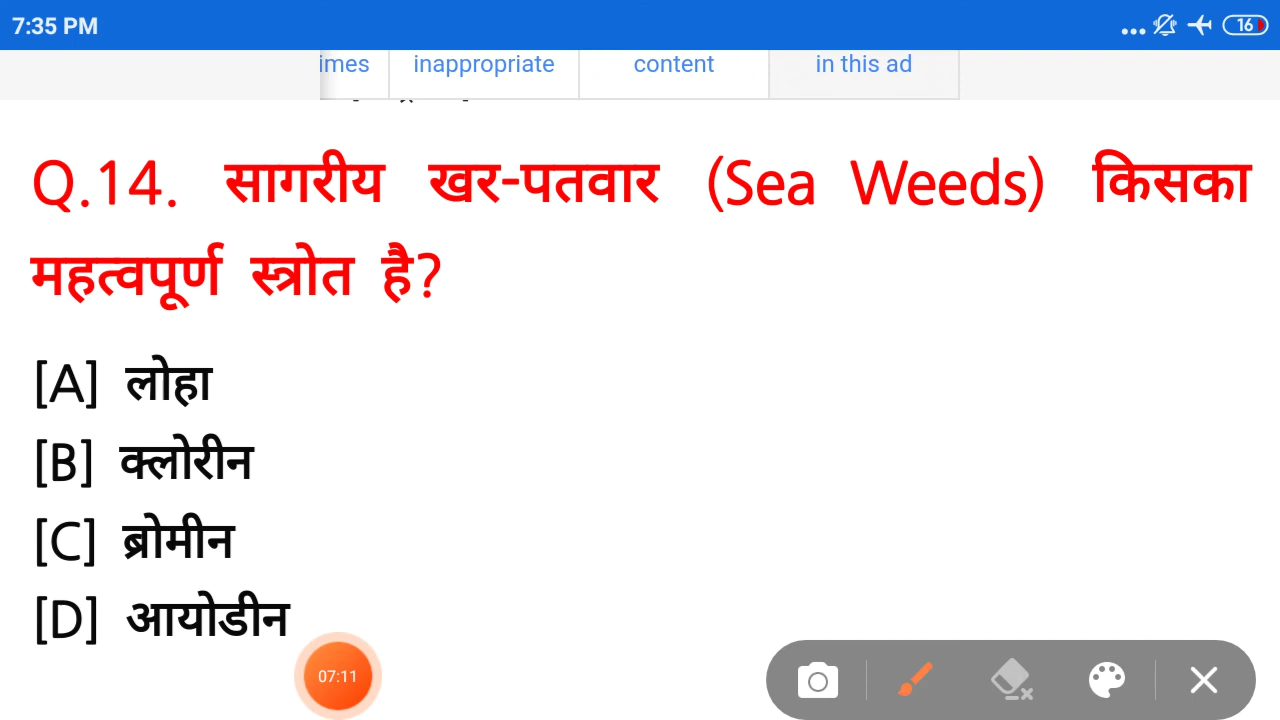 7:35 PM
16
imes inappropriate content in this ad
Q.14. सागरीय खर-पतवार (Sea Weeds) किसका
महत्वपूर्ण स्त्रोत है?
[A] लोहा
[B] क्लोरीन
[C] ब्रोमीन
[D] आयोडीन
07:11